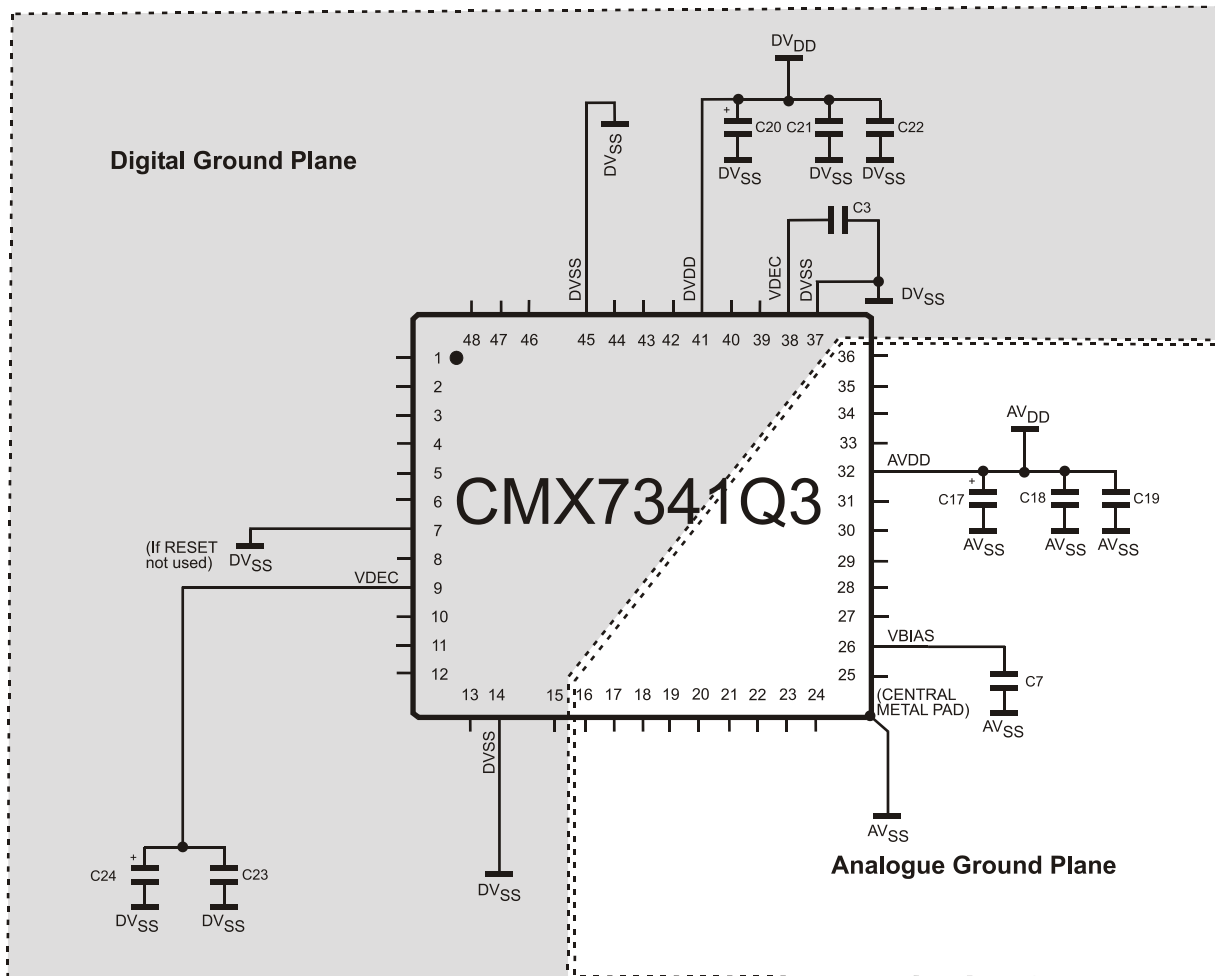 DVDD
+
C20
C21
C22
DVSS
DVSS
DVSS
DVSS
Digital Ground Plane
C3
DVSS
DVDD
VDEC
DVSS
DVSS
48 47 46 45 44 43 42 41 40 39 38 37
1
2
3
4
5
6
7
8
9
10
11
12
36
35
34
33
32
31
30
29
28
27
26
25
CMX7341Q3
AVDD
AVDD
+
C17
C18
C19
AVSS
AVSS
AVSS
(If RESET
not used)
DVSS
VDEC
VBIAS
C7
AVSS
13 14 15 16 17 18 19 20 21 22 23 24
(CENTRAL
METAL PAD)
DVSS
AVSS
+
C24
C23
DVSS
DVSS
DVSS
Analogue Ground Plane